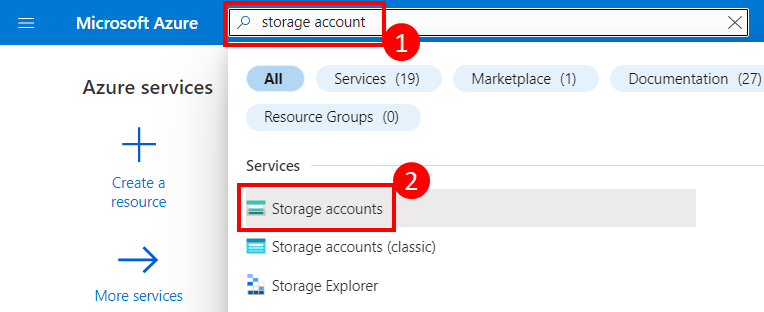 Microsoft Azure
storage account
1
All
Services (19)
Marketplace (1)
Documentation (27)
Resource Groups (0)
Azure services
Create a
resource
More services
Services
2
Storage accounts
Storage accounts (classic)
Storage Explorer